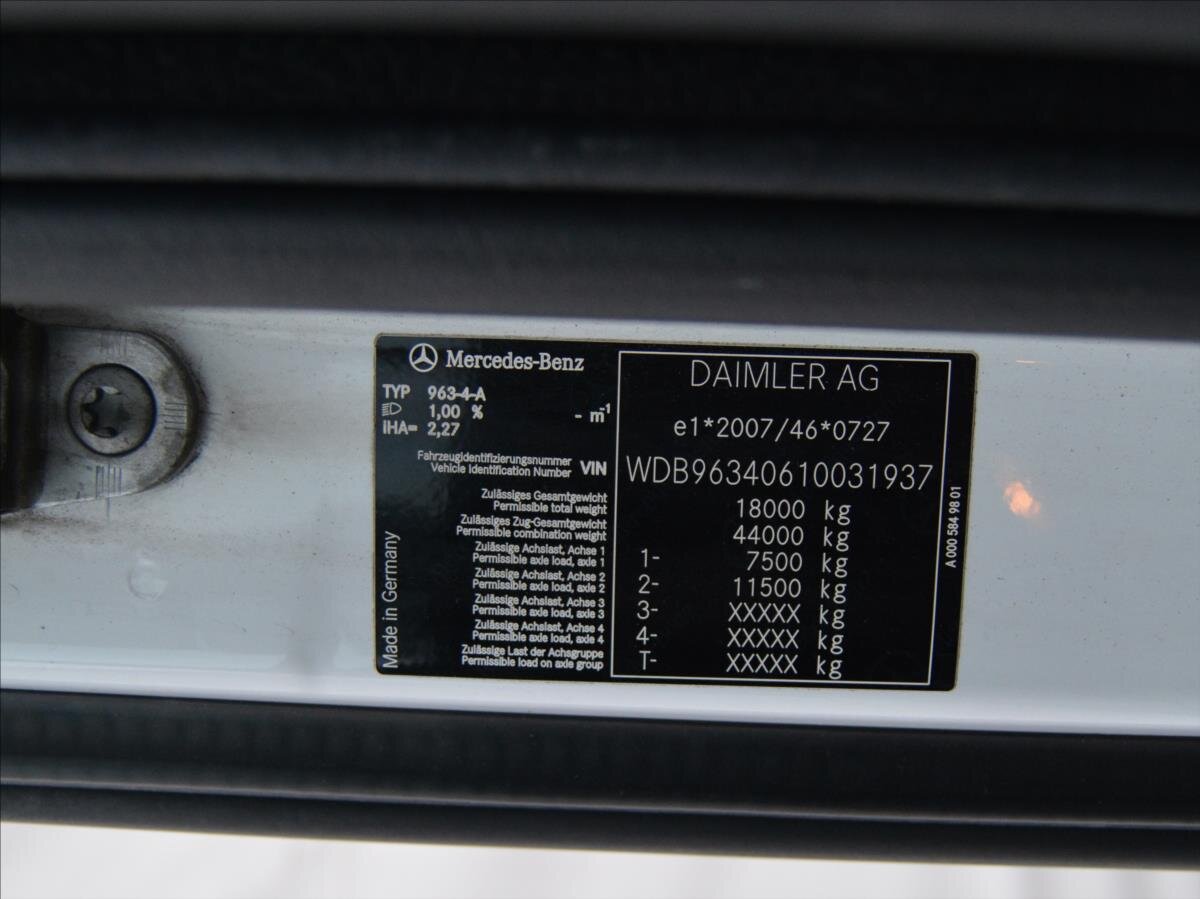 Mercedes-Benz
TYP 963-4-A
1,00 % - m-1
iHA= 2,27
DAIMLER AG
e1*2007/46*0727
Fahrzeugidentifizierungsnummer
Vehicle Identification Number VIN WDB96340610031937
Zulässiges Gesamtgewicht
Permissible total weight 18000 kg
Zulässiges Zug-Gesamtgewicht
Permissible combination weight 44000 kg
Zulässige Achslast, Achse 1
Permissible axle load, axle 1 1- 7500 kg
Zulässige Achslast, Achse 2
Permissible axle load, axle 2 2- 11500 kg
Zulässige Achslast, Achse 3
Permissible axle load, axle 3 3- XXXXX kg
Zulässige Achslast, Achse 4
Permissible axle load, axle 4 4- XXXXX kg
Zulässige Last der Achsgruppe
Permissible load on axle group T- XXXXX kg
Made in Germany
A 000 584 98 01